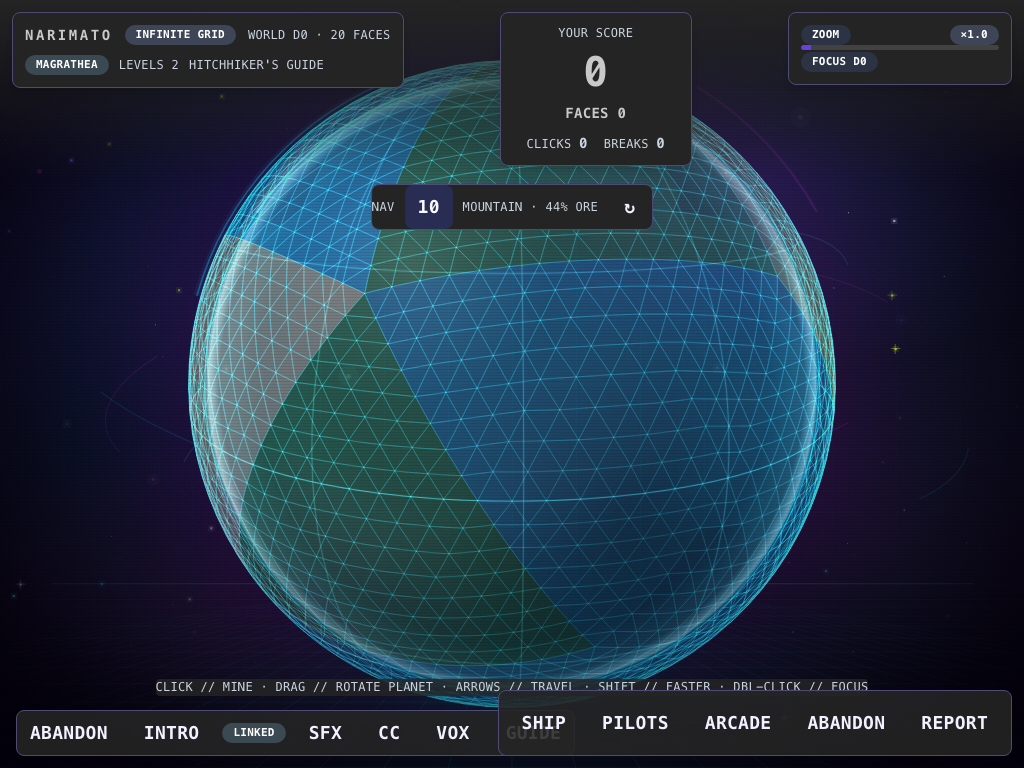 NARIMATO INFINITE GRID WORLD D0 · 20 FACES
MAGRATHEA LEVELS 2 HITCHHIKER'S GUIDE
YOUR SCORE
0
FACES 0
CLICKS 0 BREAKS 0
ZOOM ×1.0
FOCUS D0
NAV 10 MOUNTAIN · 44% ORE ↻
CLICK // MINE · DRAG // ROTATE PLANET · ARROWS // TRAVEL · SHIFT // FASTER · DBL-CLICK // FOCUS
ABANDON INTRO LINKED SFX CC VOX GUIDE
SHIP PILOTS ARCADE ABANDON REPORT